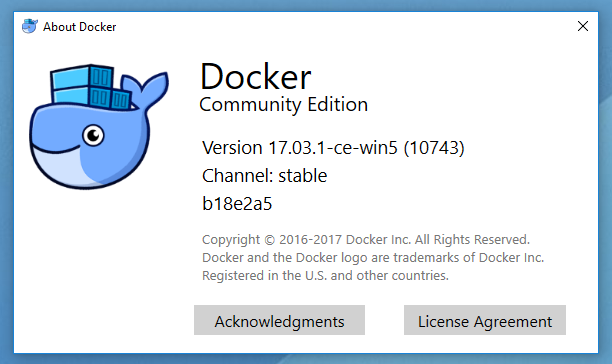 About Docker
Docker
Community Edition
Version 17.03.1-ce-win5 (10743)
Channel: stable
b18e2a5
Copyright © 2016-2017 Docker Inc. All Rights Reserved.
Docker and the Docker logo are trademarks of Docker Inc.
Registered in the U.S. and other countries.
Acknowledgments
License Agreement